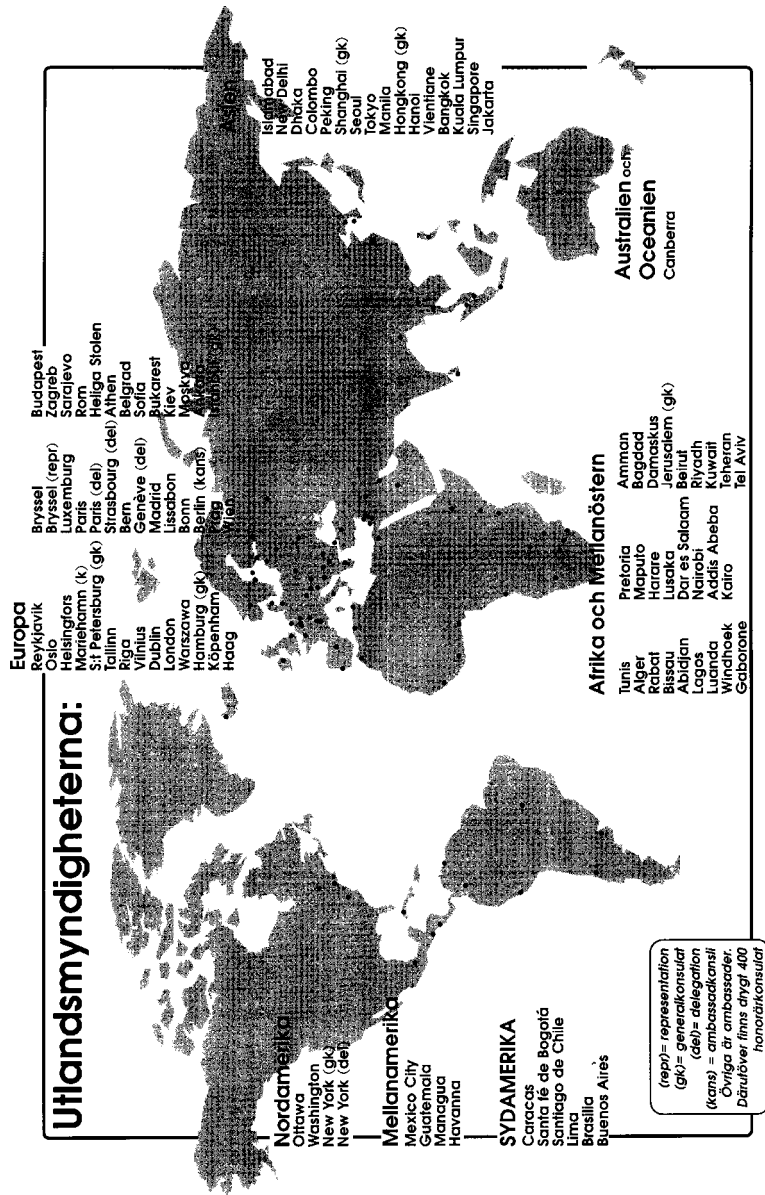 Utlandsmyndigheterna:
Europa
Reykjavik
Oslo
Helsingfors
Mariehamn (k)
S:t Petersburg (gk)
Tallinn
Riga
Vilnius
Dublin
London
Warszawa
Hamburg (gk)
Köpenhamn
Haag
Bryssel
Bryssel (repr)
Luxemburg
Paris
Paris (del)
Strasbourg (del)
Bern
Genève (del)
Madrid
Lissabon
Bonn
Berlin (kans)
Prag
Wien
Budapest
Zagreb
Sarajevo
Rom
Heliga Stolen
Athen
Belgrad
Sofia
Bukarest
Kiev
Moskva
Ankara
Istanbul (gk)
Asien
Islamabad
New Delhi
Dhaka
Colombo
Peking
Shanghai (gk)
Seoul
Tokyo
Manila
Hongkong (gk)
Hanoi
Vientiane
Bangkok
Kuala Lumpur
Singapore
Jakarta
Nordamerika
Ottawa
Washington
New York (gk)
New York (del)
Mellanamerika
Mexico City
Guatemala
Managua
Havanna
SYDAMERIKA
Caracas
Santa fé de Bogotá
Santiago de Chile
Lima
Brasilia
Buenos Aires
Afrika och Mellanöstern
Tunis
Alger
Rabat
Bissau
Abidjan
Lagos
Luanda
Windhoek
Gaborone
Pretoria
Maputo
Harare
Lusaka
Dar es Salaam
Nairobi
Addis Abeba
Kairo
Amman
Bagdad
Damaskus
Jerusalem (gk)
Beirut
Riyadh
Kuwait
Teheran
Tel Aviv
Australien och
Oceanien
Canberra
(repr)= representation
(gk)= generalkonsulat
(del)= delegation
(kans) = ambassadkansli
Övriga är ambassader.
Därutöver finns drygt 400
honorärkonsulat